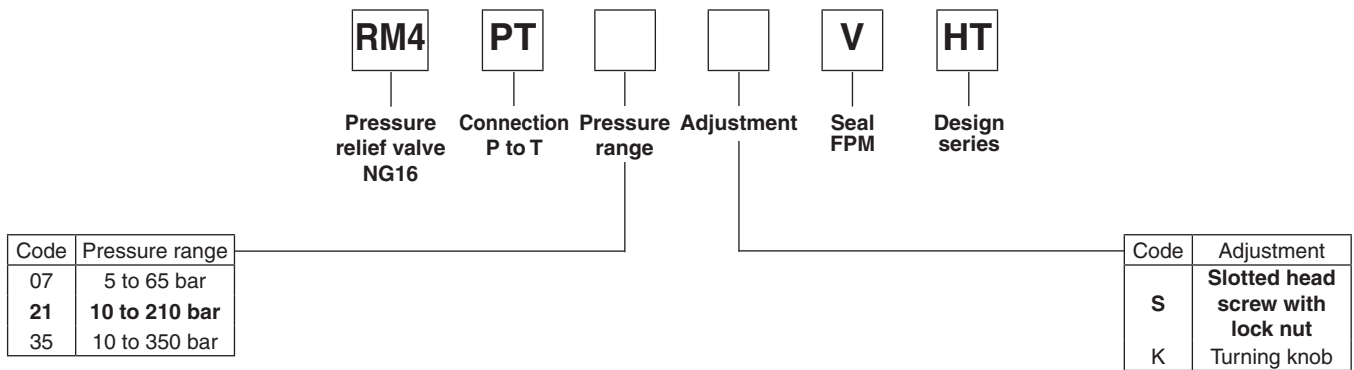 RM4 PT V HT
Pressure relief valve NG16
Connection P to T
Pressure range
Adjustment
Seal FPM
Design series
Code Pressure range
07 5 to 65 bar
21 10 to 210 bar
35 10 to 350 bar
Code Adjustment
S Slotted head screw with lock nut
K Turning knob